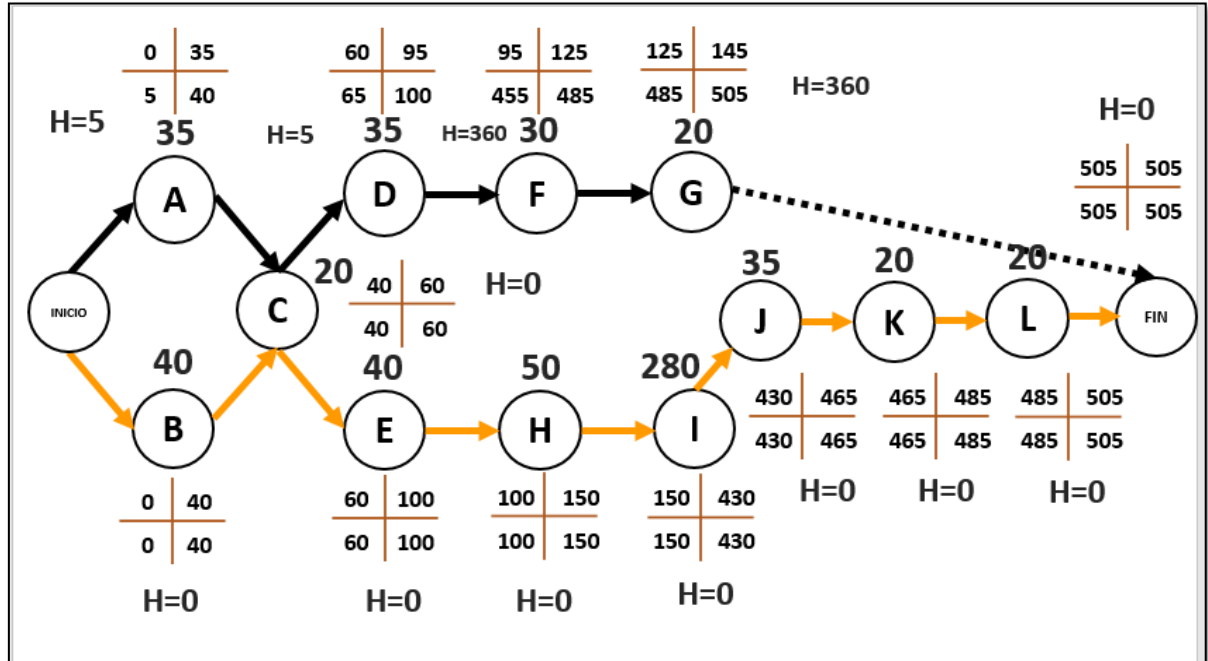 0 35 60 95 95 125 125 145
5 40 65 100 455 485 485 505
H=5 35 H=5 35 H=360 30 20 H=360 H=0
A D F G
505 505
505 505
INICIO C 20 40 60 H=0
40 60
35 20 20
J K L FIN
40 40 50 280
B E H I
430 465 465 485 485 505
430 465 465 485 485 505
H=0 H=0 H=0
0 40 60 100 100 150 150 430
0 40 60 100 100 150 150 430
H=0 H=0 H=0 H=0